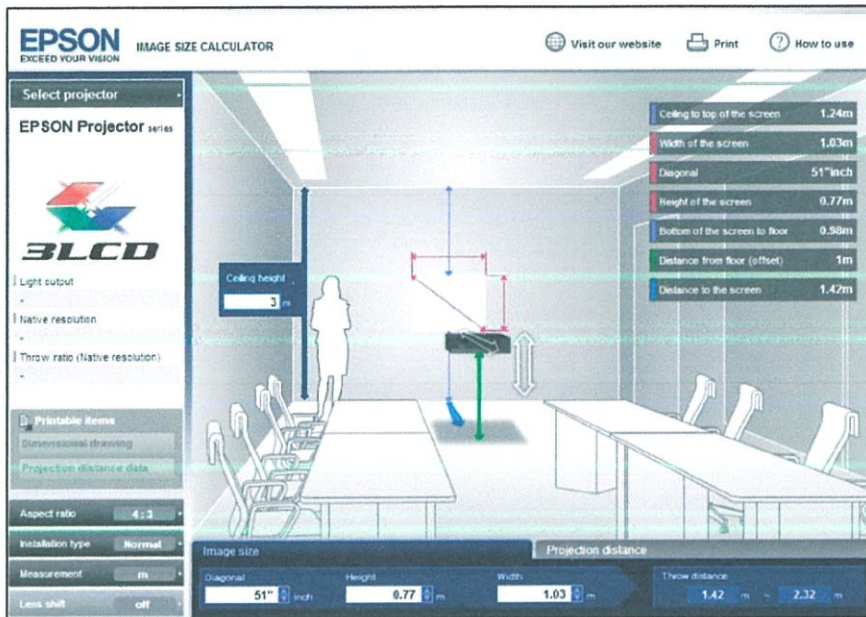 EPSON
EXCEED YOUR VISION
IMAGE SIZE CALCULATOR
Visit our website
Print
How to use
Select projector
EPSON Projector series
3LCD
Light output
-
Native resolution
-
Throw ratio (Native resolution)
-
Printable items
Dimensional drawing
Projection distance data
Aspect ratio 4 : 3
Installation type Normal
Measurement m
Lens shift off
Ceiling height
3 m
Ceiling to top of the screen 1.24m
Width of the screen 1.03m
Diagonal 51"inch
Height of the screen 0.77m
Bottom of the screen to floor 0.98m
Distance from floor (offset) 1m
Distance to the screen 1.42m
Image size
Projection distance
Diagonal Height Width Throw distance
51" inch 0.77 m 1.03 m 1.42 m ~ 2.32 m